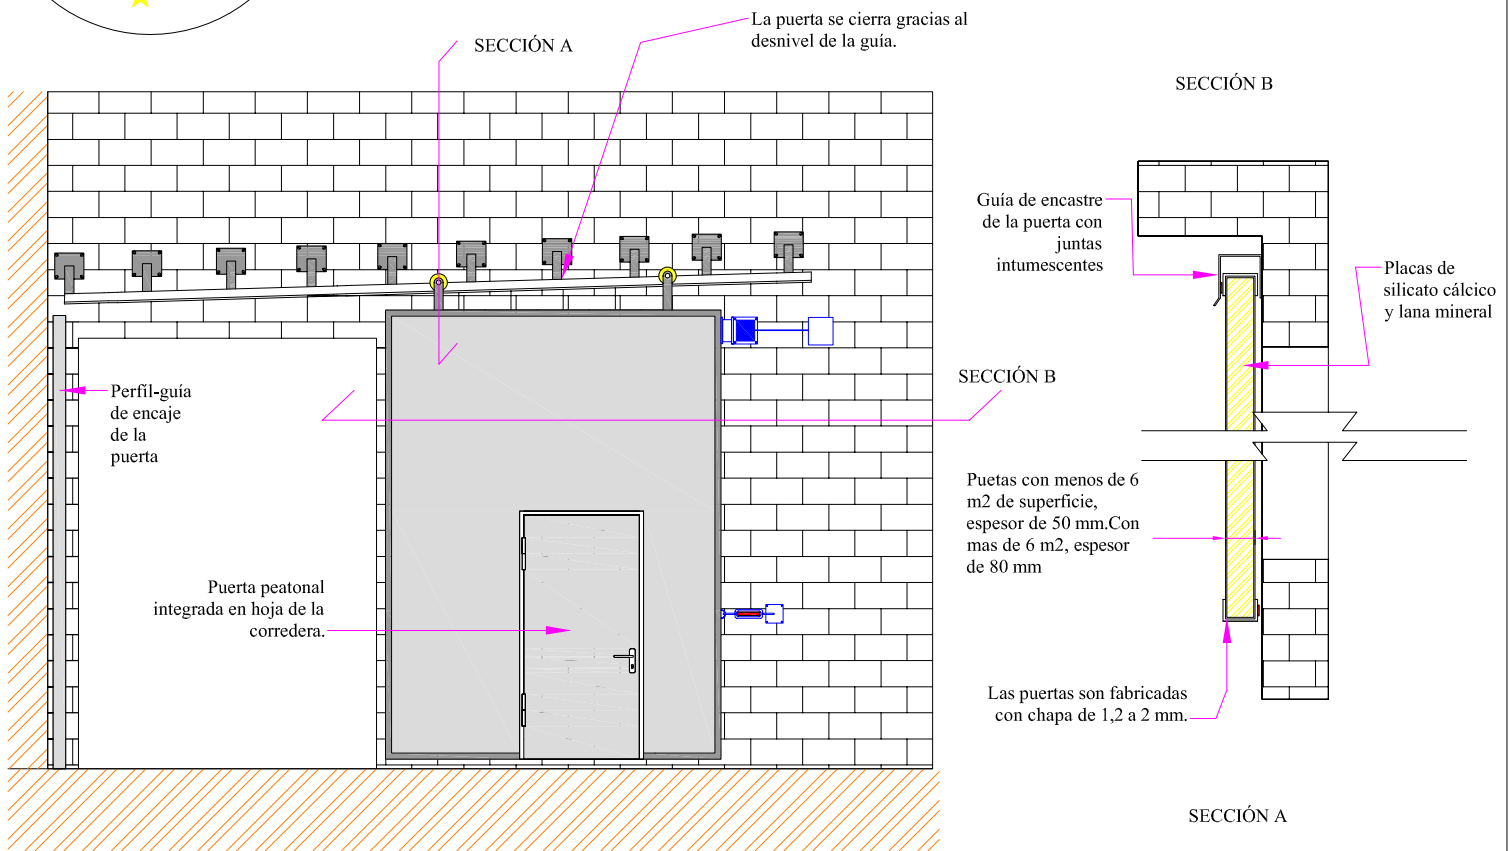 La puerta se cierra gracias al
desnivel de la guía.
SECCIÓN A
SECCIÓN B
Guía de encastre
de la puerta con
juntas
intumescentes
Placas de
silicato cálcico
y lana mineral
SECCIÓN B
Perfíl-guía
de encaje
de la
puerta
Puetas con menos de 6
m2 de superficie,
espesor de 50 mm.Con
mas de 6 m2, espesor
de 80 mm
Puerta peatonal
integrada en hoja de la
corredera.
Las puertas son fabricadas
con chapa de 1,2 a 2 mm.
SECCIÓN A